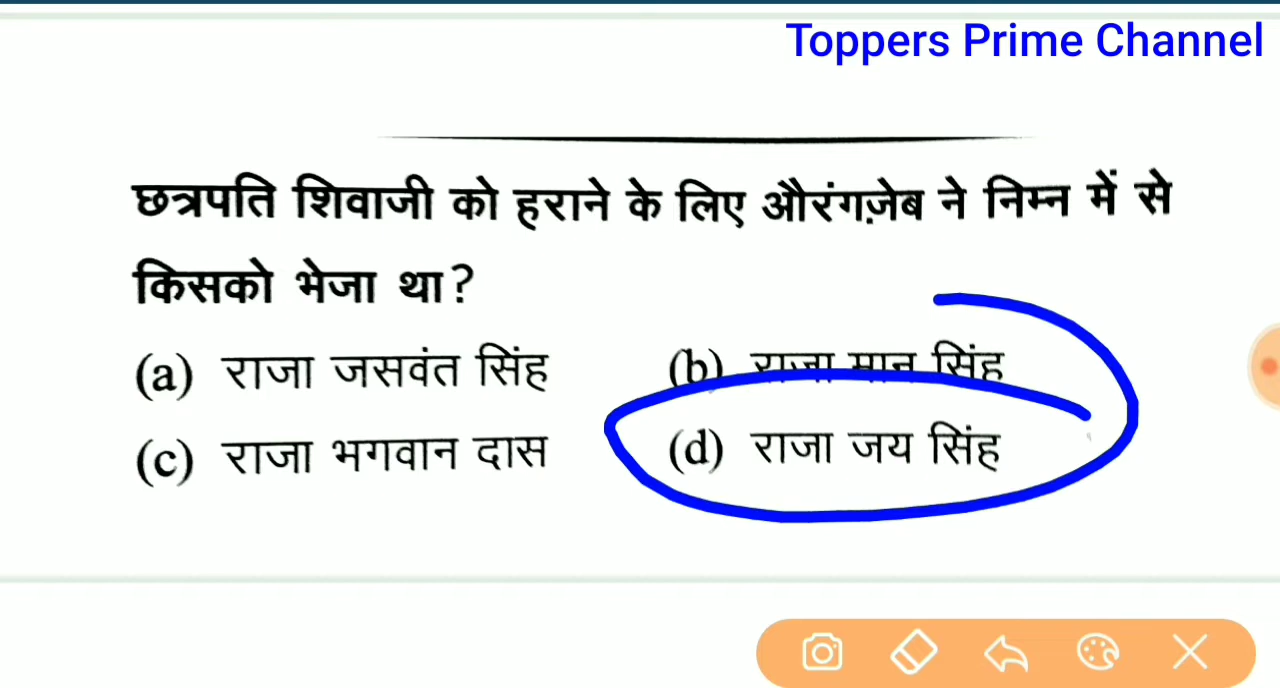 Toppers Prime Channel
छत्रपति शिवाजी को हराने के लिए औरंगज़ेब ने निम्न में से
किसको भेजा था?
(a) राजा जसवंत सिंह (b) राजा मान सिंह
(c) राजा भगवान दास (d) राजा जय सिंह